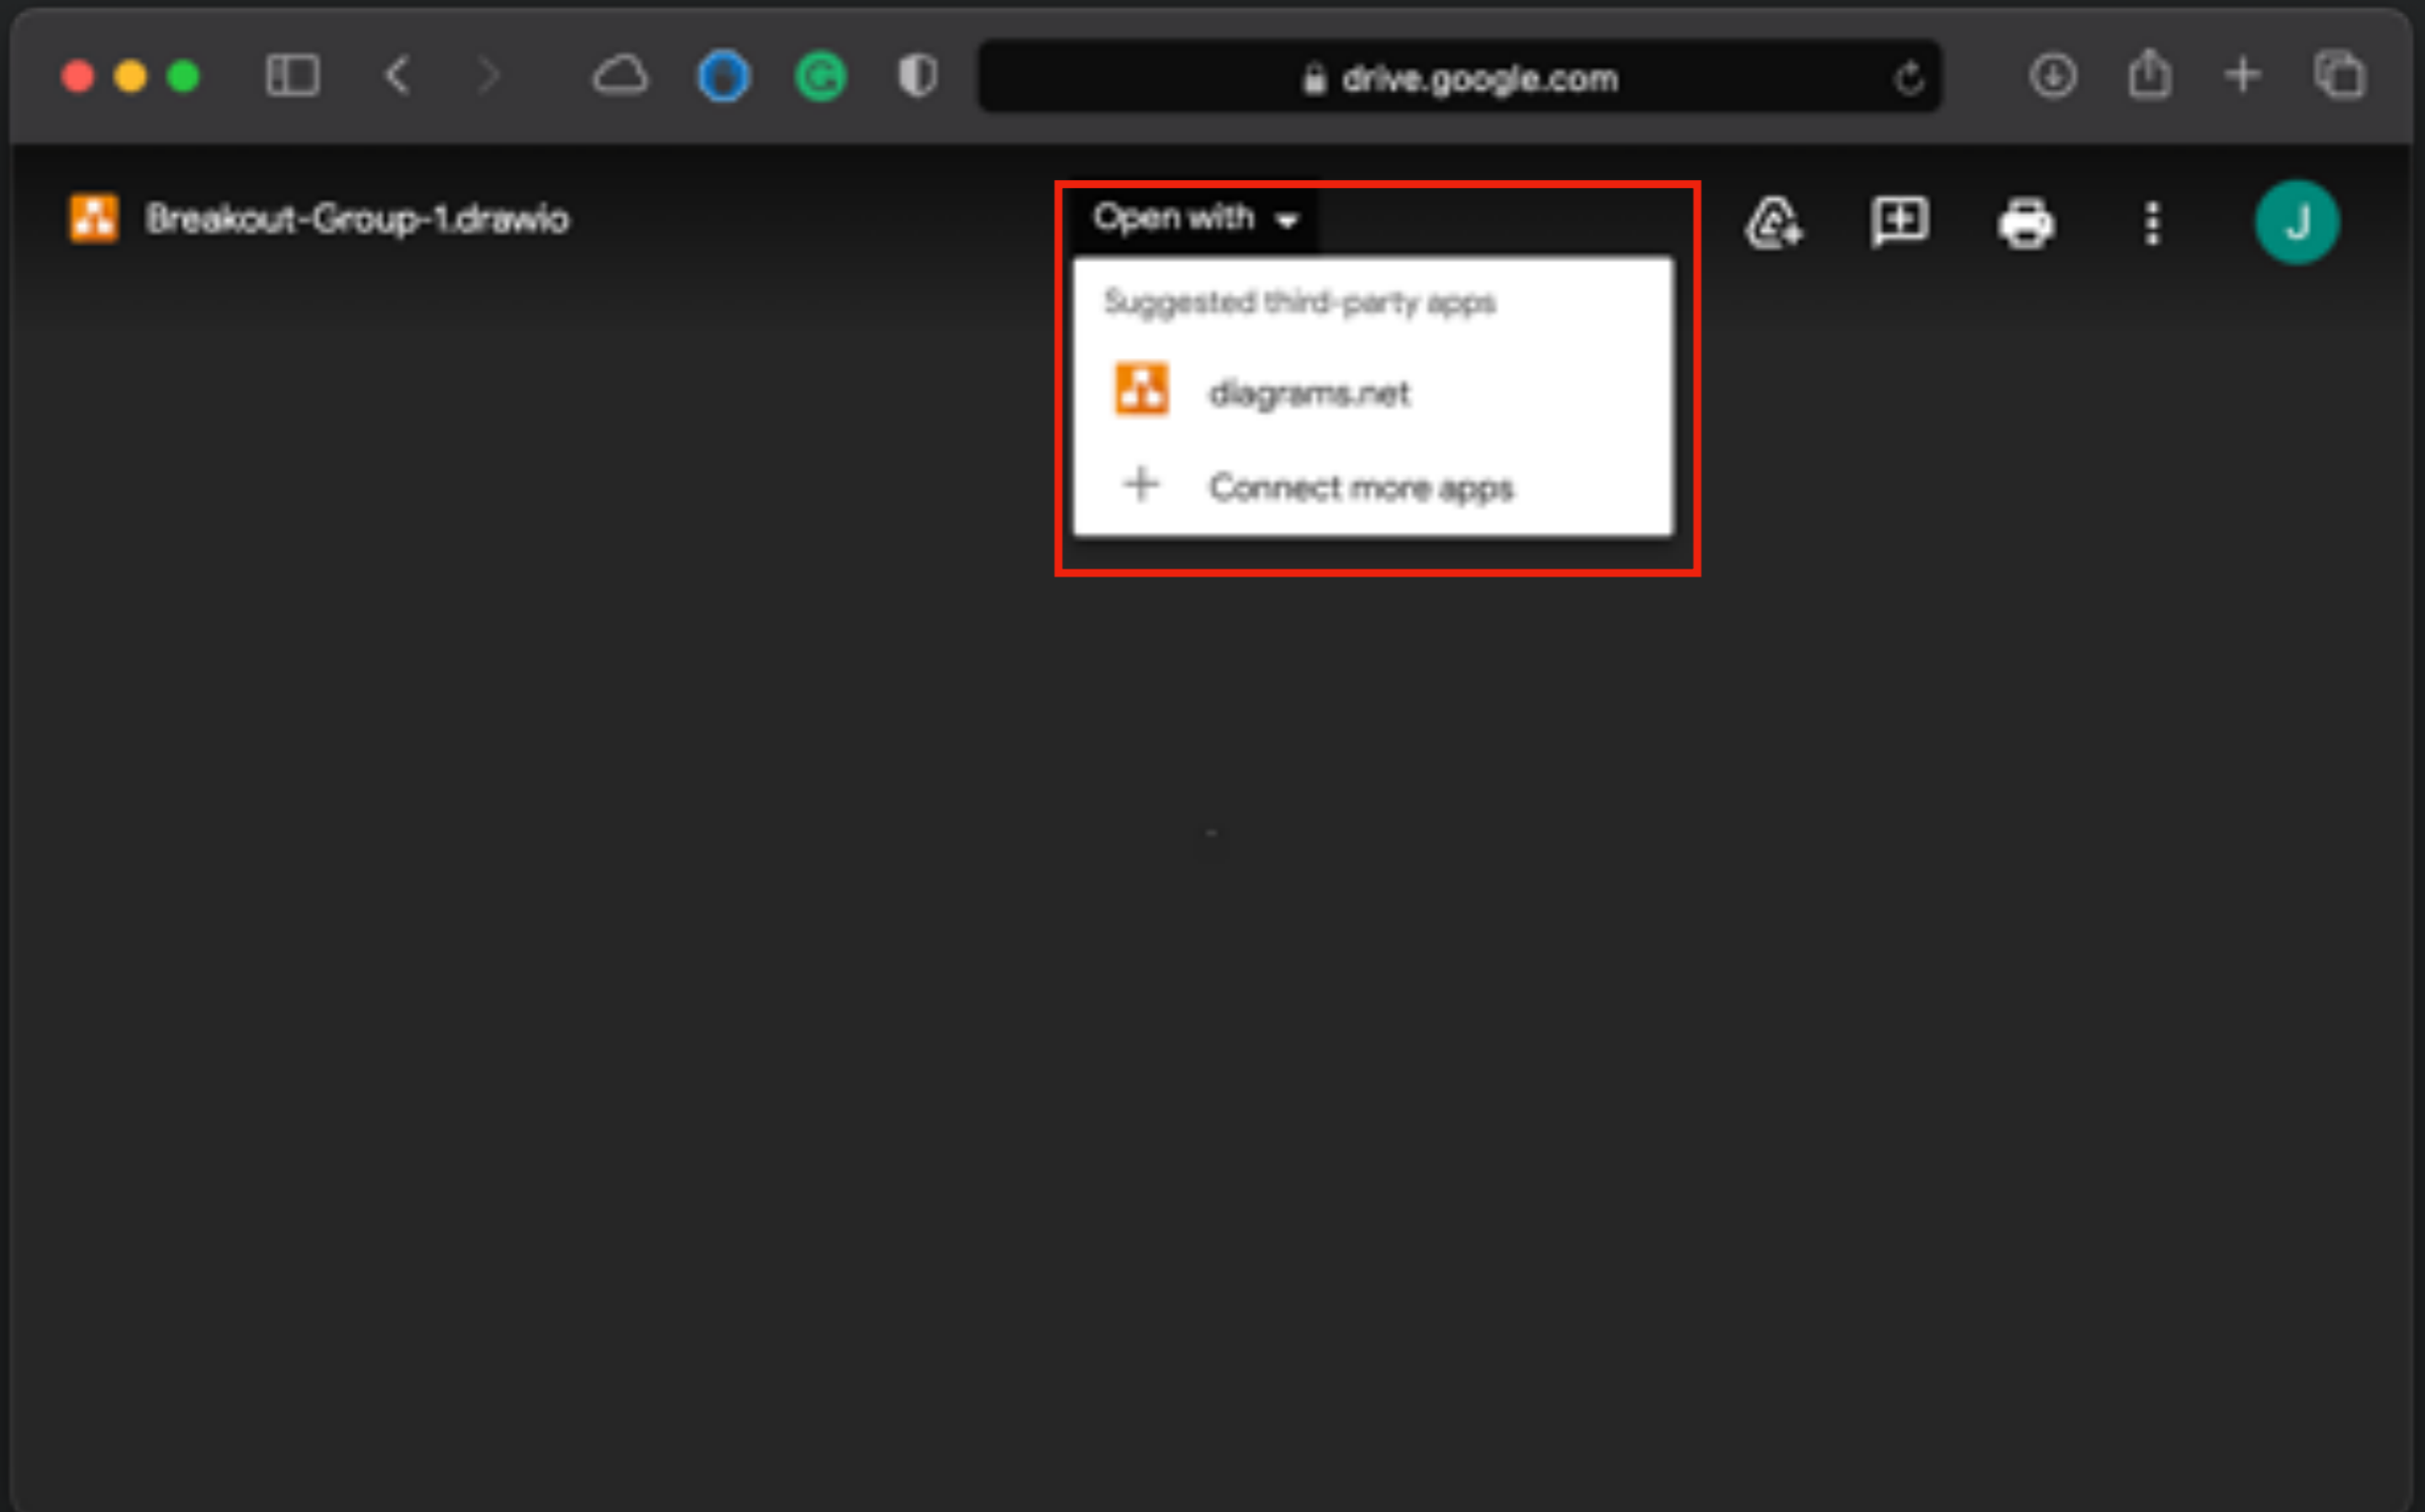 drive.google.com
Breakout-Group-1.drawio
Open with
J
Suggested third-party apps
diagrams.net
Connect more apps